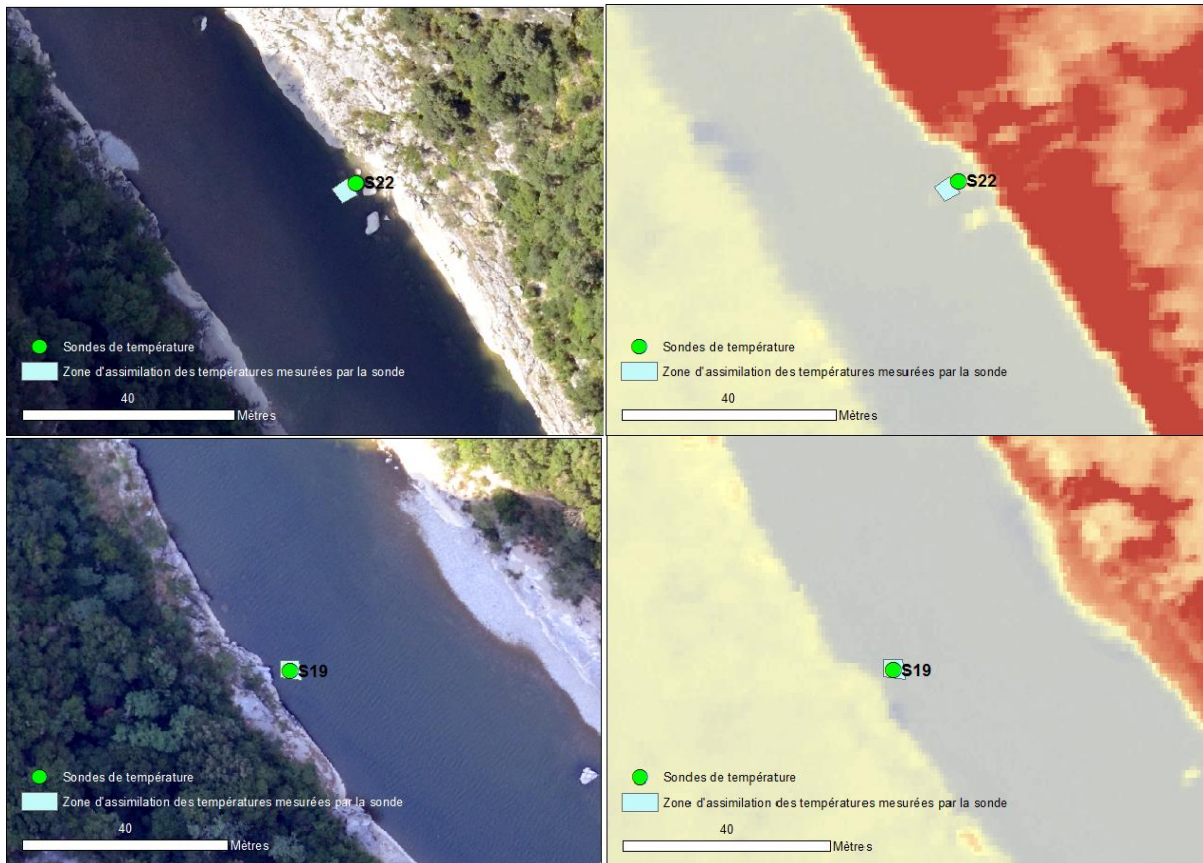 S22
Sondes de température
Zone d'assimilation des températures mesurées par la sonde
40
Mètres
S22
Sondes de température
Zone d'assimilation des températures mesurées par la sonde
40
Mètres
S19
Sondes de température
Zone d'assimilation des températures mesurées par la sonde
40
Mètres
S19
Sondes de température
Zone d'assimilation des températures mesurées par la sonde
40
Mètres